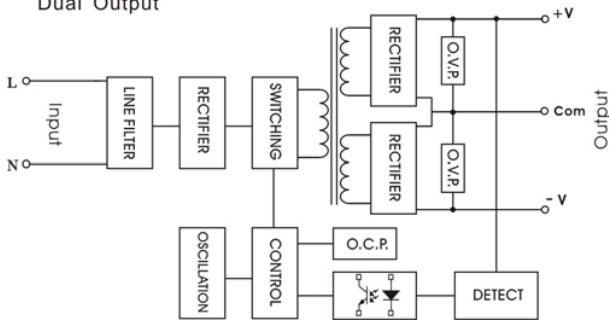 Dual Output
L
N
Input
LINE FILTER
RECTIFIER
SWITCHING
RECTIFIER
RECTIFIER
O.V.P.
O.V.P.
+V
Com
- V
Output
OSCILLATION
CONTROL
O.C.P.
DETECT